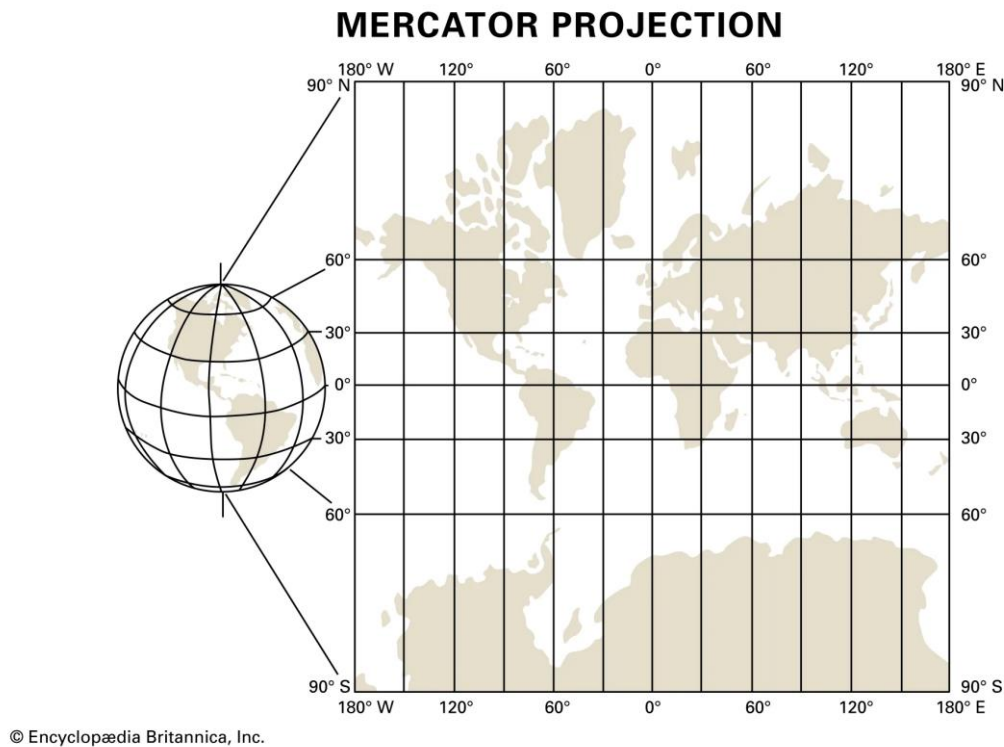 MERCATOR PROJECTION
180° W 120° 60° 0° 60° 120° 180° E
90° N 90° N
60° 60°
30° 30°
0° 0°
30° 30°
60° 60°
90° S 90° S
180° W 120° 60° 0° 60° 120° 180° E
© Encyclopædia Britannica, Inc.